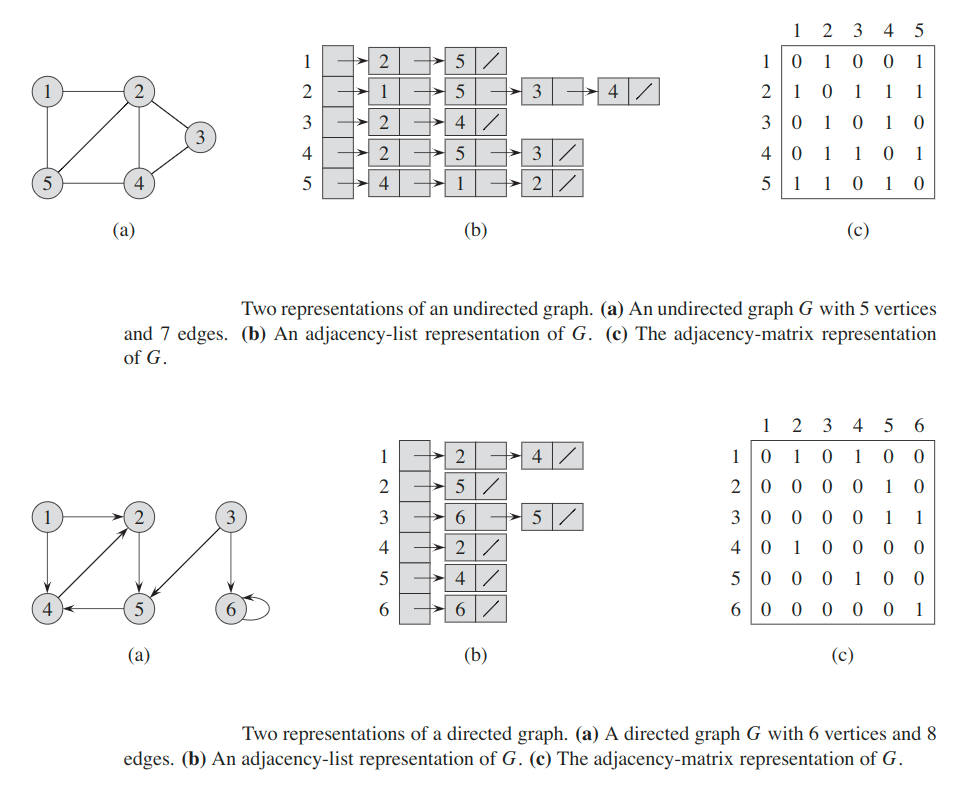 1 2 3 5 4
(a)
1 2 5 /
2 1 5 3 4 /
3 2 4 /
4 2 5 3 /
5 4 1 2 /
(b)
1 2 3 4 5
1 0 1 0 0 1
2 1 0 1 1 1
3 0 1 0 1 0
4 0 1 1 0 1
5 1 1 0 1 0
(c)
Two representations of an undirected graph. (a) An undirected graph G with 5 vertices
and 7 edges. (b) An adjacency-list representation of G. (c) The adjacency-matrix representation
of G.
1 2 3
4 5 6
(a)
1 2 4 /
2 5 /
3 6 5 /
4 2 /
5 4 /
6 6 /
(b)
1 2 3 4 5 6
1 0 1 0 1 0 0
2 0 0 0 0 1 0
3 0 0 0 0 1 1
4 0 1 0 0 0 0
5 0 0 0 1 0 0
6 0 0 0 0 0 1
(c)
Two representations of a directed graph. (a) A directed graph G with 6 vertices and 8
edges. (b) An adjacency-list representation of G. (c) The adjacency-matrix representation of G.